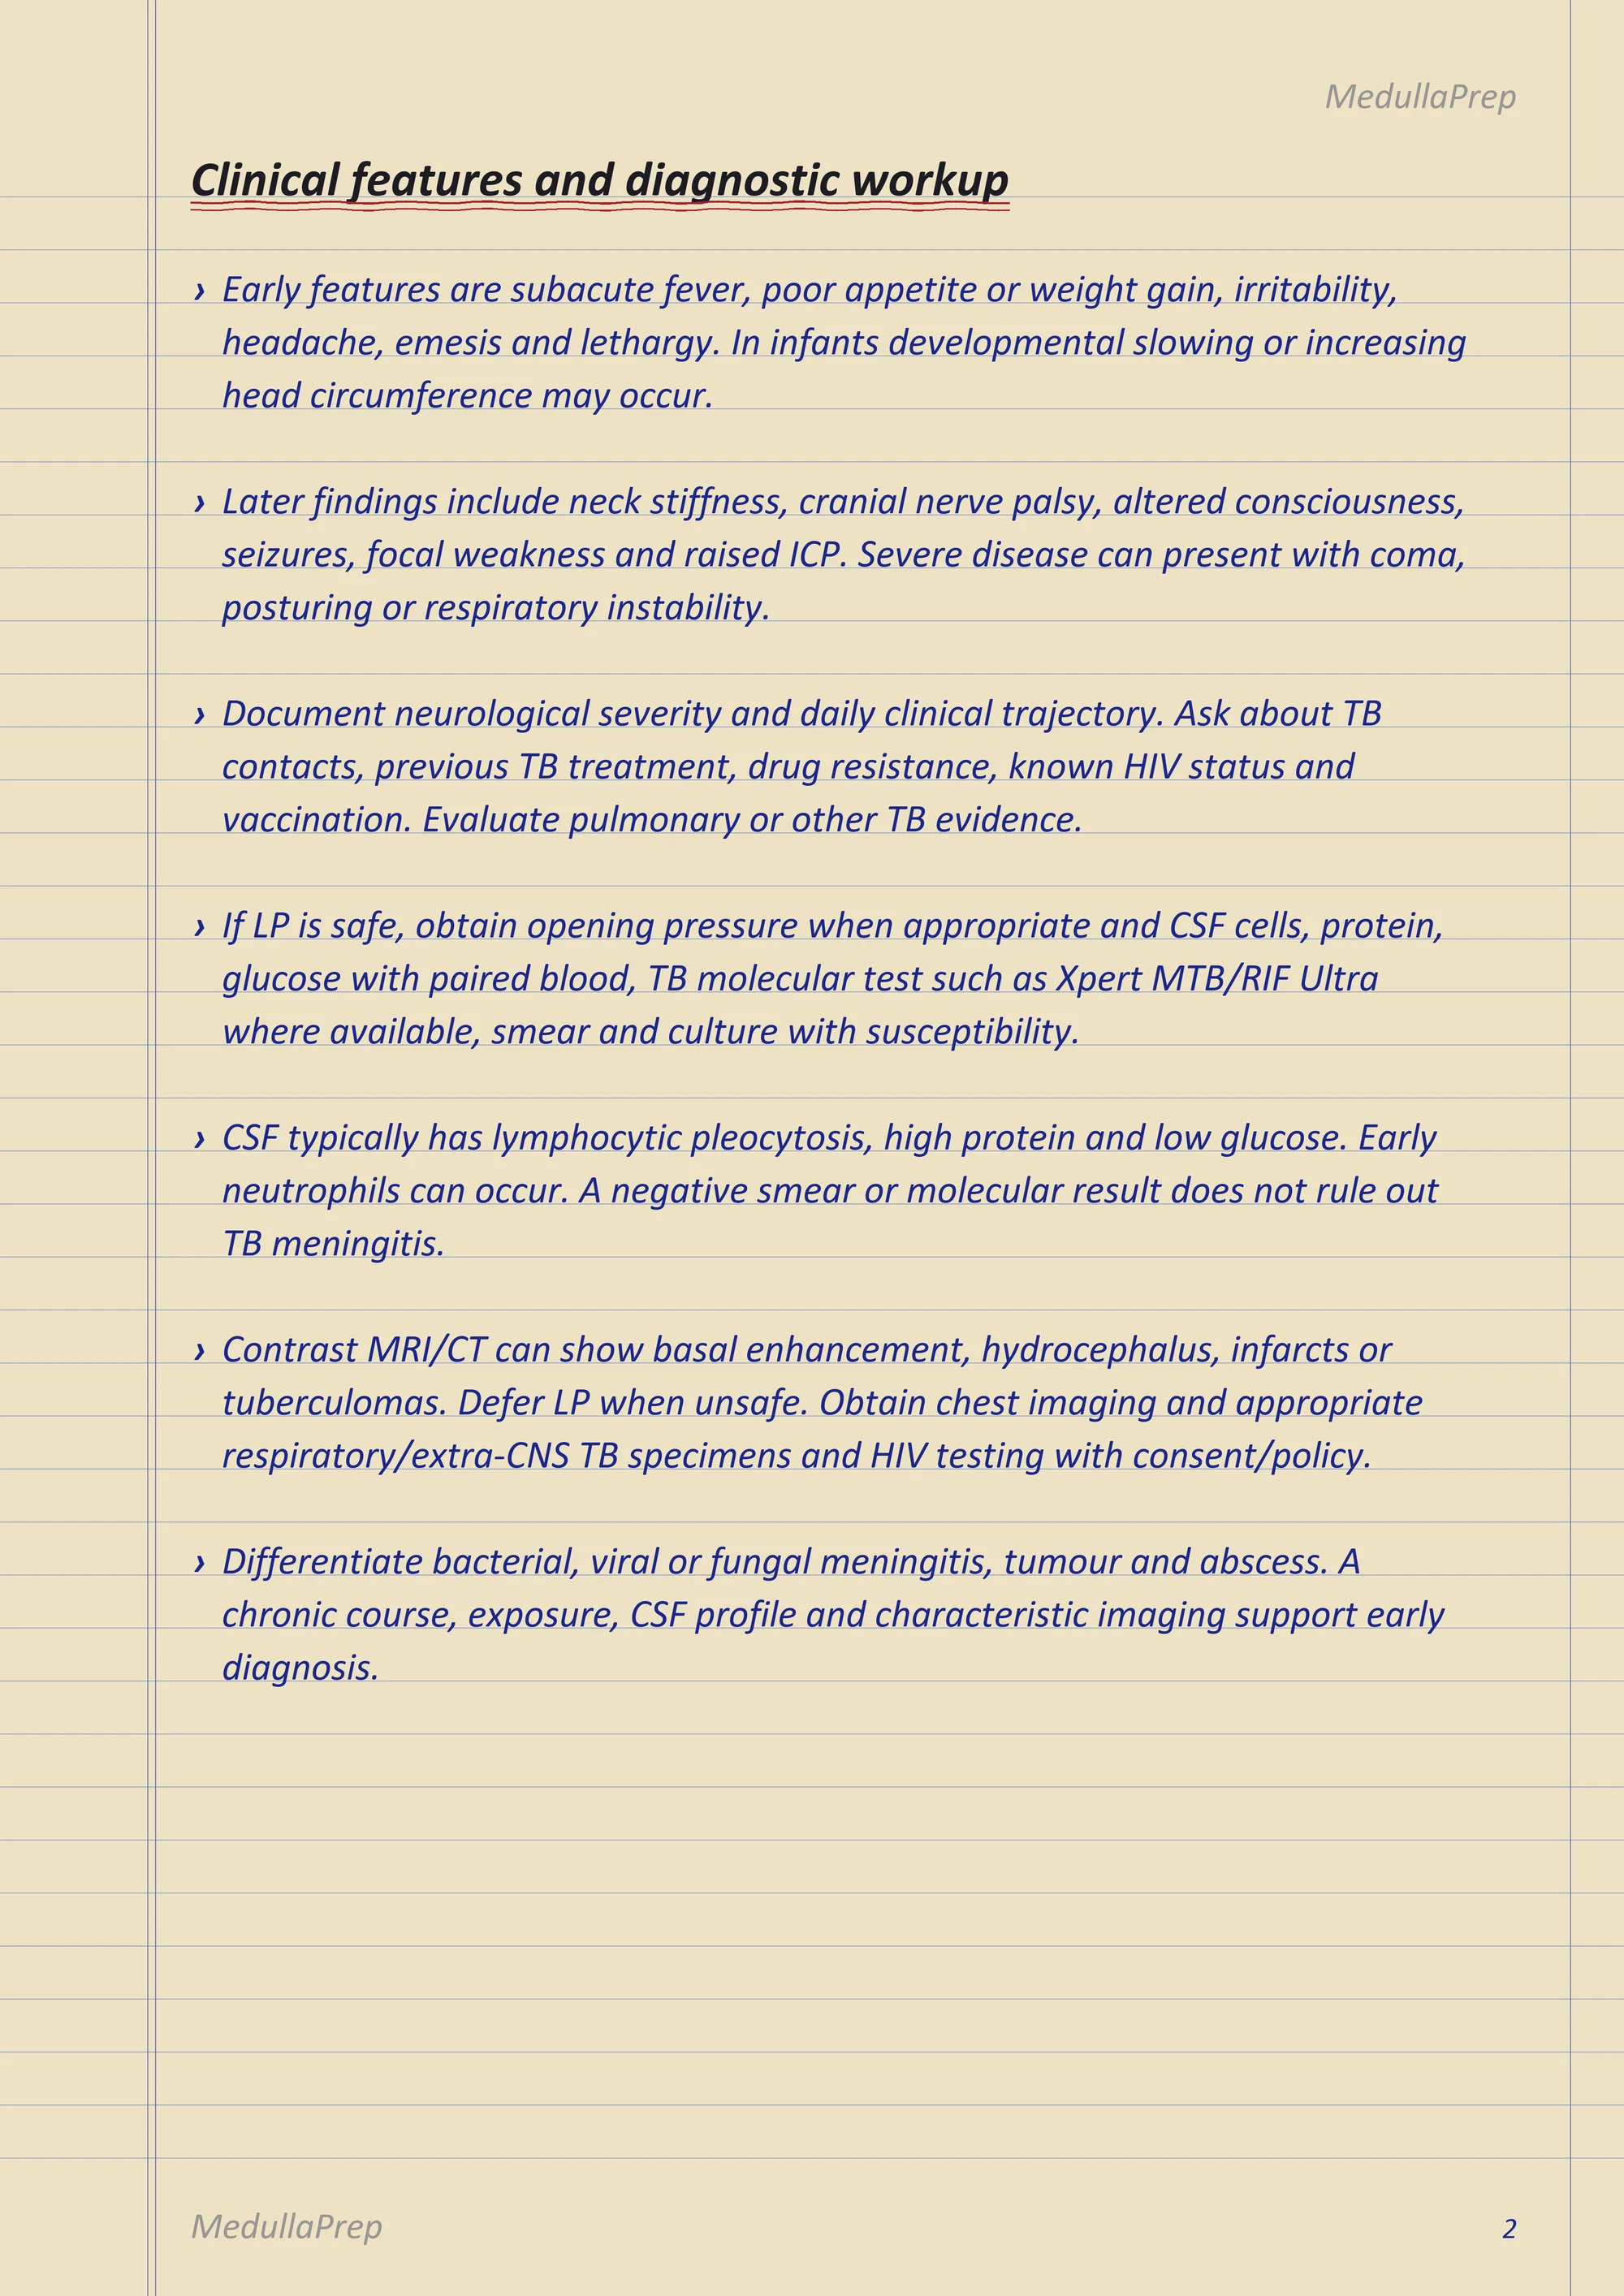 MedullaPrep
Clinical features and diagnostic workup
› Early features are subacute fever, poor appetite or weight gain, irritability,
headache, emesis and lethargy. In infants developmental slowing or increasing
head circumference may occur.
› Later findings include neck stiffness, cranial nerve palsy, altered consciousness,
seizures, focal weakness and raised ICP. Severe disease can present with coma,
posturing or respiratory instability.
› Document neurological severity and daily clinical trajectory. Ask about TB
contacts, previous TB treatment, drug resistance, known HIV status and
vaccination. Evaluate pulmonary or other TB evidence.
› If LP is safe, obtain opening pressure when appropriate and CSF cells, protein,
glucose with paired blood, TB molecular test such as Xpert MTB/RIF Ultra
where available, smear and culture with susceptibility.
› CSF typically has lymphocytic pleocytosis, high protein and low glucose. Early
neutrophils can occur. A negative smear or molecular result does not rule out
TB meningitis.
› Contrast MRI/CT can show basal enhancement, hydrocephalus, infarcts or
tuberculomas. Defer LP when unsafe. Obtain chest imaging and appropriate
respiratory/extra-CNS TB specimens and HIV testing with consent/policy.
› Differentiate bacterial, viral or fungal meningitis, tumour and abscess. A
chronic course, exposure, CSF profile and characteristic imaging support early
diagnosis.
MedullaPrep
2